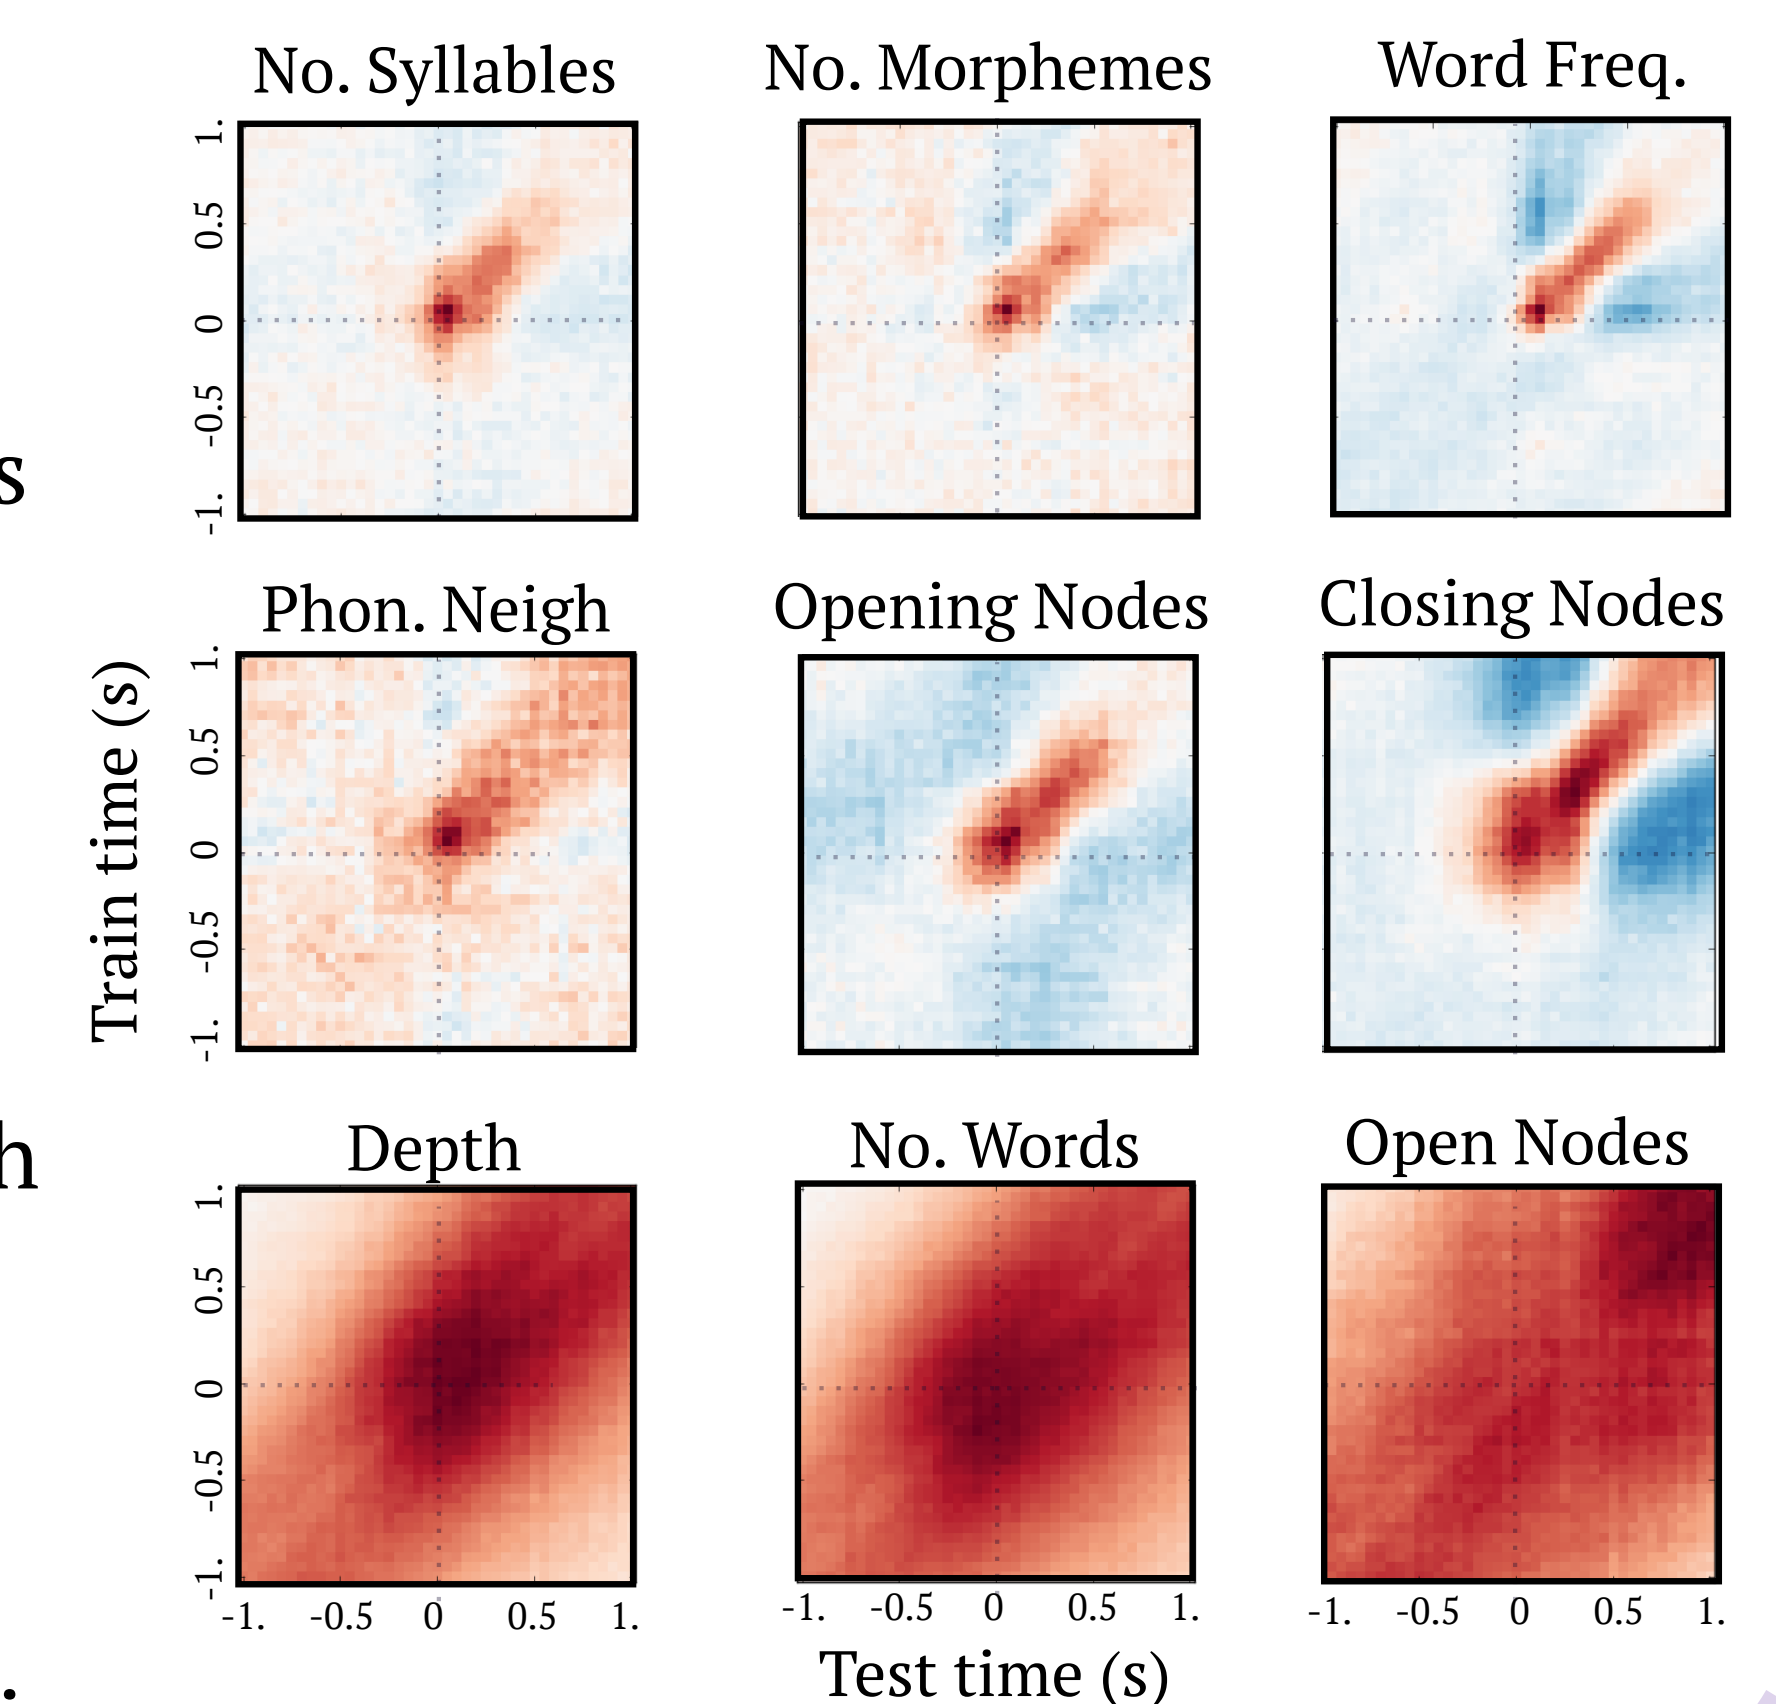 No. Syllables
No. Morphemes
Word Freq.
1.
0.5
0
-0.5
-1.
s
Phon. Neigh
Opening Nodes
Closing Nodes
Train time (s)
1.
0.5
0
-0.5
-1.
h
Depth
No. Words
Open Nodes
1.
0.5
0
-0.5
-1.
-1. -0.5 0 0.5 1.
-1. -0.5 0 0.5 1.
-1. -0.5 0 0.5 1.
Test time (s)
.